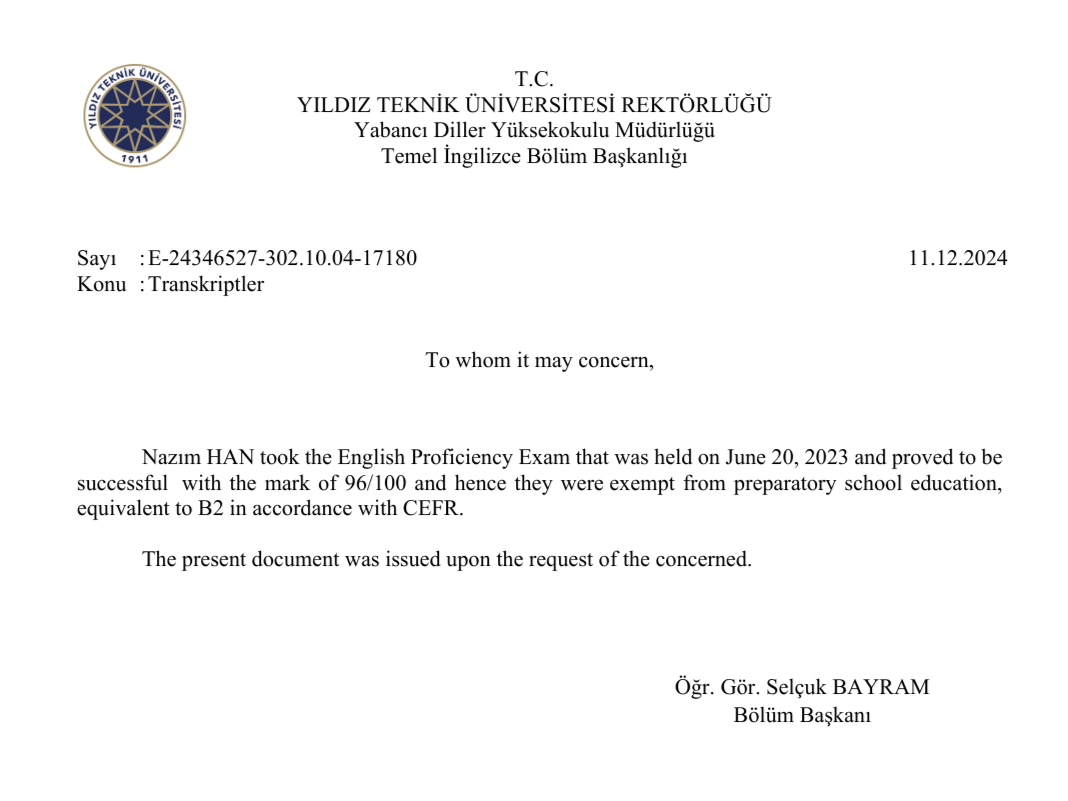 YILDIZ TEKNİK ÜNİVERSİTESİ
1911
T.C.
YILDIZ TEKNİK ÜNİVERSİTESİ REKTÖRLÜĞÜ
Yabancı Diller Yüksekokulu Müdürlüğü
Temel İngilizce Bölüm Başkanlığı
Sayı : E-24346527-302.10.04-17180 11.12.2024
Konu : Transkriptler
To whom it may concern,
Nazım HAN took the English Proficiency Exam that was held on June 20, 2023 and proved to be
successful with the mark of 96/100 and hence they were exempt from preparatory school education,
equivalent to B2 in accordance with CEFR.
The present document was issued upon the request of the concerned.
Öğr. Gör. Selçuk BAYRAM
Bölüm Başkanı